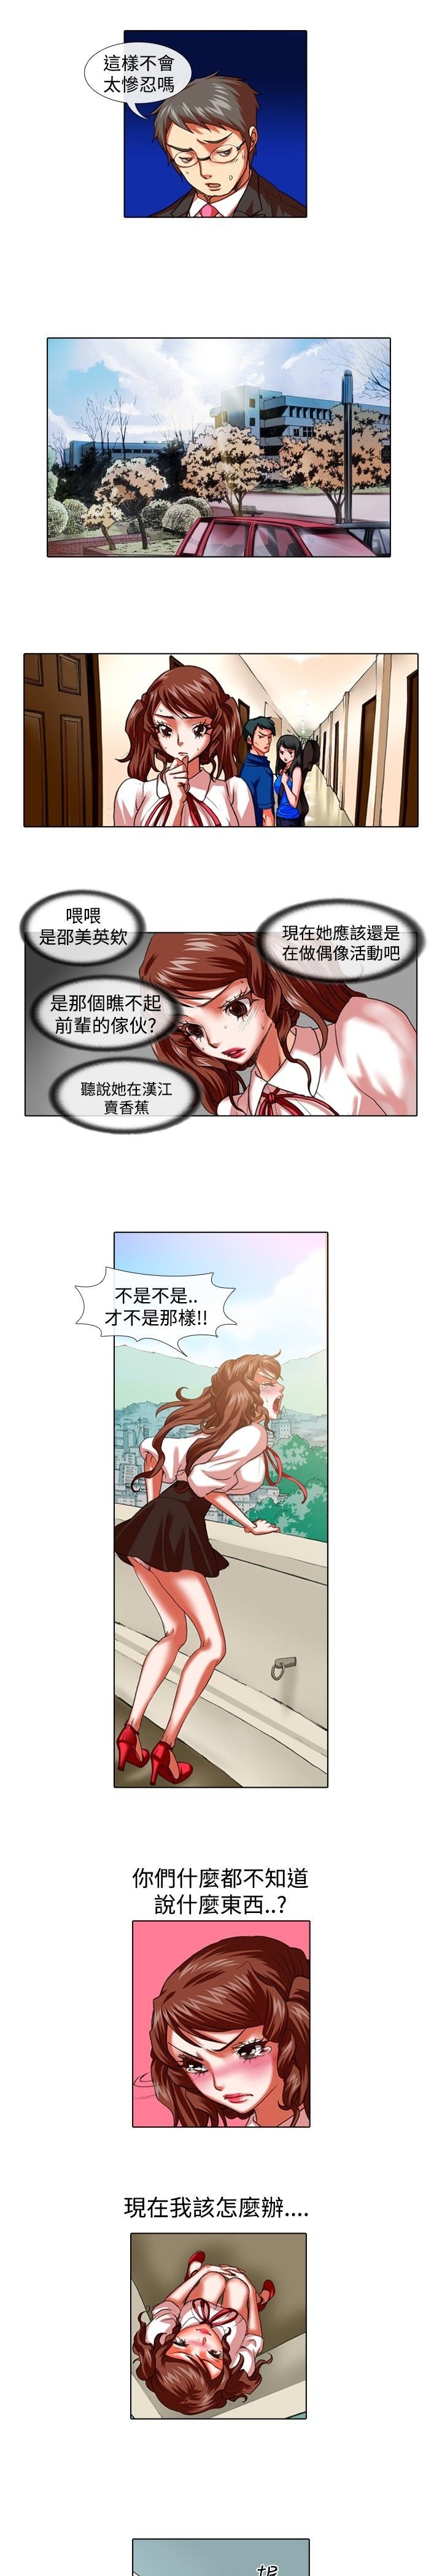 這樣不會
太慘忍嗎
喂喂
是邵美英欸
現在她應該還是
在做偶像活動吧
是那個瞧不起
前輩的傢伙?
聽說她在漢江
賣香蕉
不是不是..
才不是那樣!!
你們什麼都不知道
說什麼東西..?
現在我該怎麼辦....